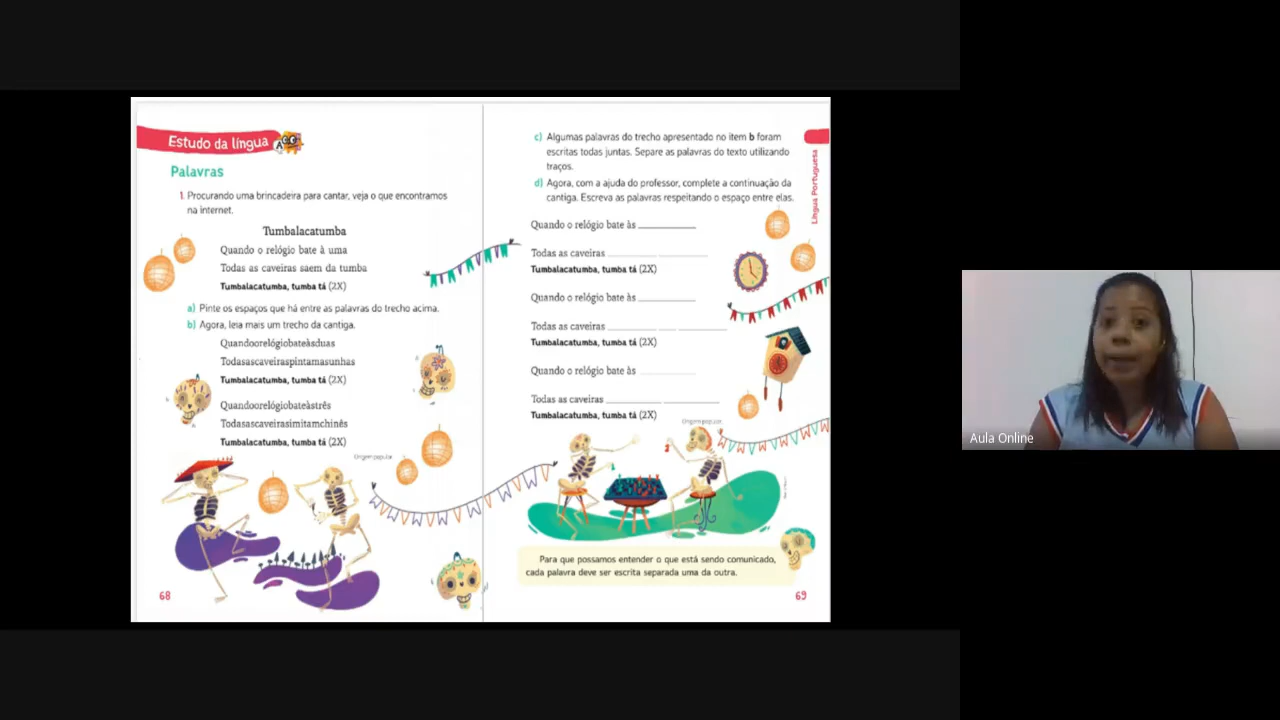 Estudo da língua
Palavras
1. Procurando uma brincadeira para cantar, veja o que encontramos
na internet.
Tumbalacatumba
Quando o relógio bate à uma
Todas as caveiras saem da tumba
Tumbalacatumba, tumba tá (2X)
a) Pinte os espaços que há entre as palavras do trecho acima.
b) Agora, leia mais um trecho da cantiga.
Quandoorelógiobateàsduas
Todasascaveiraspintamasunhas
Tumbalacatumba, tumba tá (2X)
Quandoorelógiobateàstrês
Todasascaveirasimitamchinês
Tumbalacatumba, tumba tá (2X)
Origem popular.
68
c) Algumas palavras do trecho apresentado no item b foram
escritas todas juntas. Separe as palavras do texto utilizando
traços.
d) Agora, com a ajuda do professor, complete a continuação da
cantiga. Escreva as palavras respeitando o espaço entre elas.
Quando o relógio bate às
Todas as caveiras
Tumbalacatumba, tumba tá (2X)
Quando o relógio bate às
Todas as caveiras
Tumbalacatumba, tumba tá (2X)
Quando o relógio bate às
Todas as caveiras
Tumbalacatumba, tumba tá (2X)
Origem popular.
Para que possamos entender o que está sendo comunicado,
cada palavra deve ser escrita separada uma da outra.
69
Língua Portuguesa
Aula Online